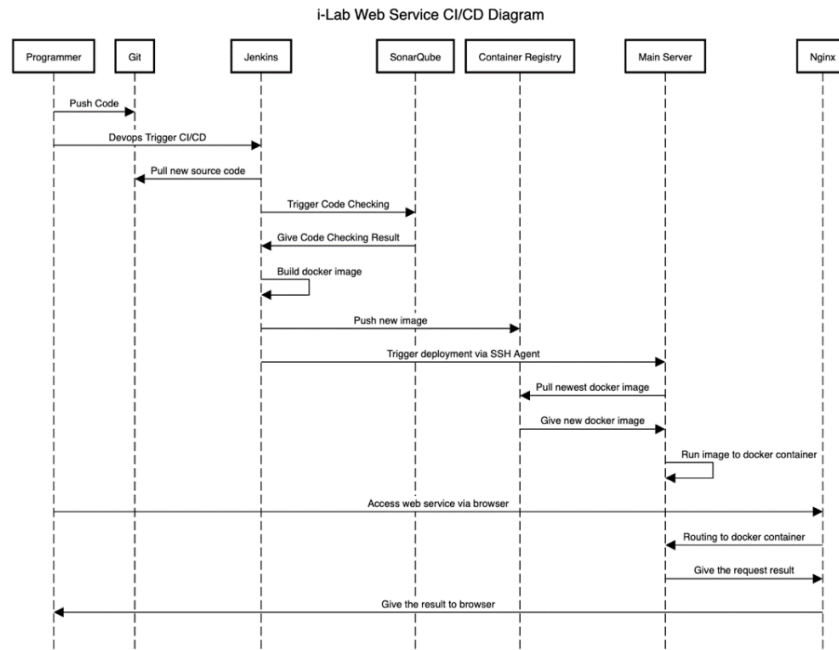 i-Lab Web Service CI/CD Diagram
Programmer
Git
Jenkins
SonarQube
Container Registry
Main Server
Nginx
Push Code
Devops Trigger CI/CD
Pull new source code
Trigger Code Checking
Give Code Checking Result
Build docker image
Push new image
Trigger deployment via SSH Agent
Pull newest docker image
Give new docker image
Run image to docker container
Access web service via browser
Routing to docker container
Give the request result
Give the result to browser